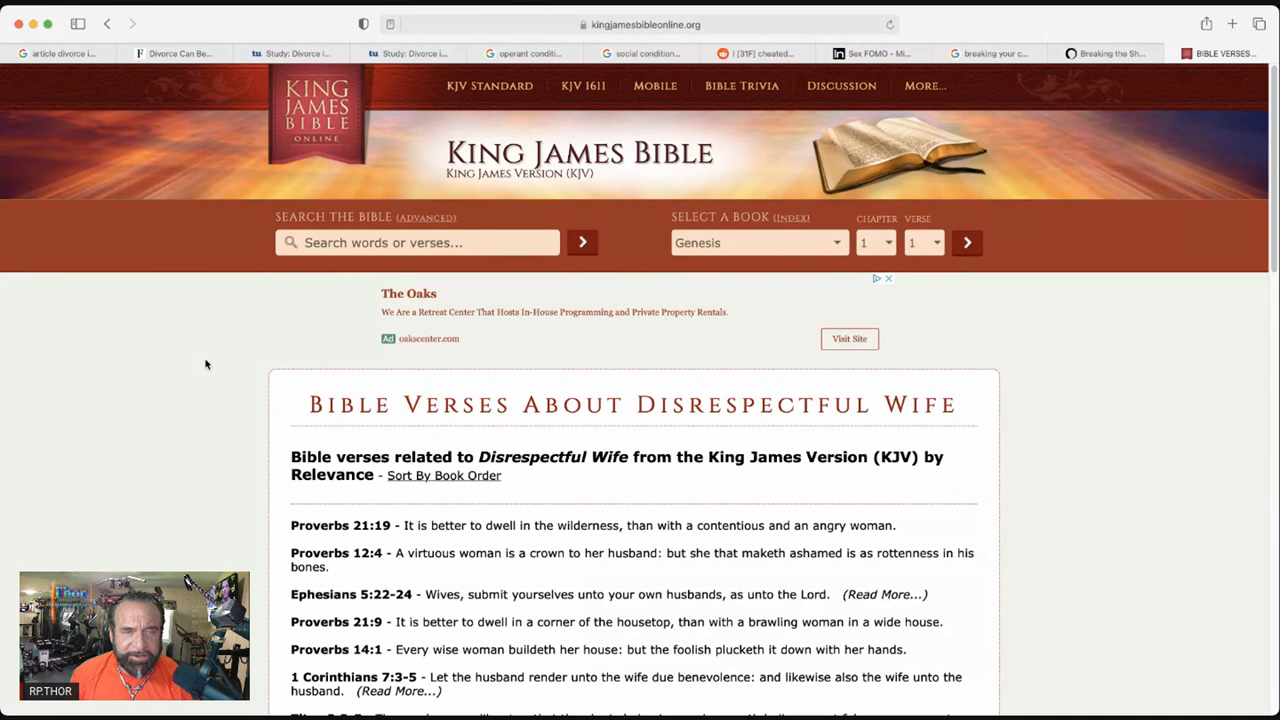 kingjamesbibleonline.org
article divorce i...
Divorce Can Be...
Study: Divorce i...
Study: Divorce i...
operant conditi...
social condition...
I [31F] cheated...
Sex FOMO - Mi...
breaking your c...
Breaking the Sh...
BIBLE VERSES...
KING
JAMES
BIBLE
ONLINE
KJV STANDARD
KJV 1611
MOBILE
BIBLE TRIVIA
DISCUSSION
MORE...
KING JAMES BIBLE
KING JAMES VERSION (KJV)
SEARCH THE BIBLE (ADVANCED)
SELECT A BOOK (INDEX)
CHAPTER
VERSE
Search words or verses...
Genesis
1
1
The Oaks
We Are a Retreat Center That Hosts In-House Programming and Private Property Rentals.
Ad oakscenter.com
Visit Site
BIBLE VERSES ABOUT DISRESPECTFUL WIFE
Bible verses related to Disrespectful Wife from the King James Version (KJV) by
Relevance - Sort By Book Order
Proverbs 21:19 - It is better to dwell in the wilderness, than with a contentious and an angry woman.
Proverbs 12:4 - A virtuous woman is a crown to her husband: but she that maketh ashamed is as rottenness in his
bones.
Ephesians 5:22-24 - Wives, submit yourselves unto your own husbands, as unto the Lord. (Read More...)
Proverbs 21:9 - It is better to dwell in a corner of the housetop, than with a brawling woman in a wide house.
Proverbs 14:1 - Every wise woman buildeth her house: but the foolish plucketh it down with her hands.
1 Corinthians 7:3-5 - Let the husband render unto the wife due benevolence: and likewise also the wife unto the
husband. (Read More...)
Thor
RP.THOR